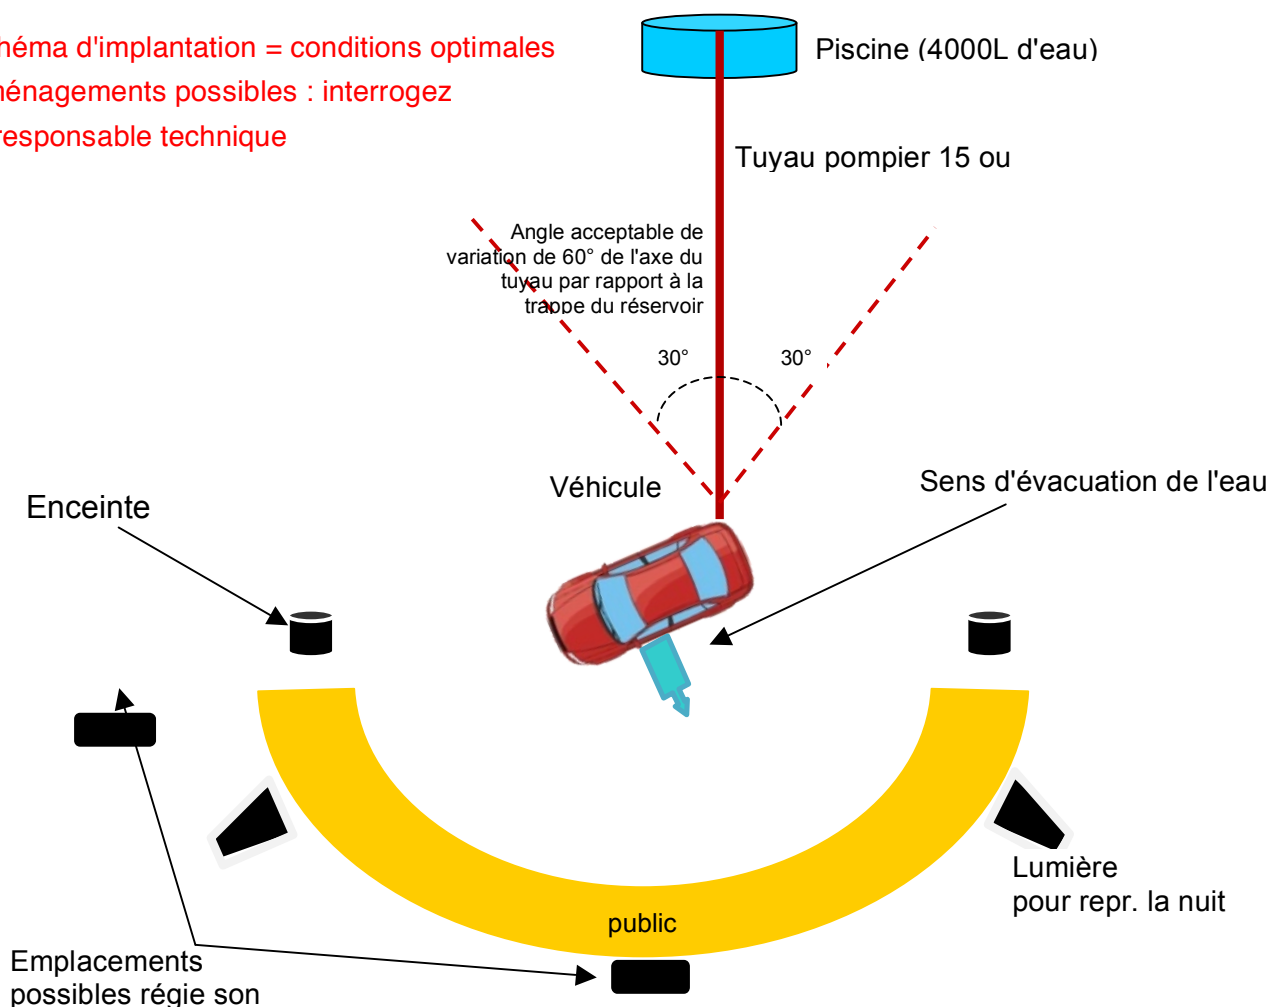 héma d'implantation = conditions optimales
énagements possibles : interrogez
responsable technique
Piscine (4000L d'eau)
Tuyau pompier 15 ou
Angle acceptable de
variation de 60° de l'axe du
tuyau par rapport à la
trappe du réservoir
30°
30°
Véhicule
Sens d'évacuation de l'eau
Enceinte
Lumière
pour repr. la nuit
public
Emplacements
possibles régie son